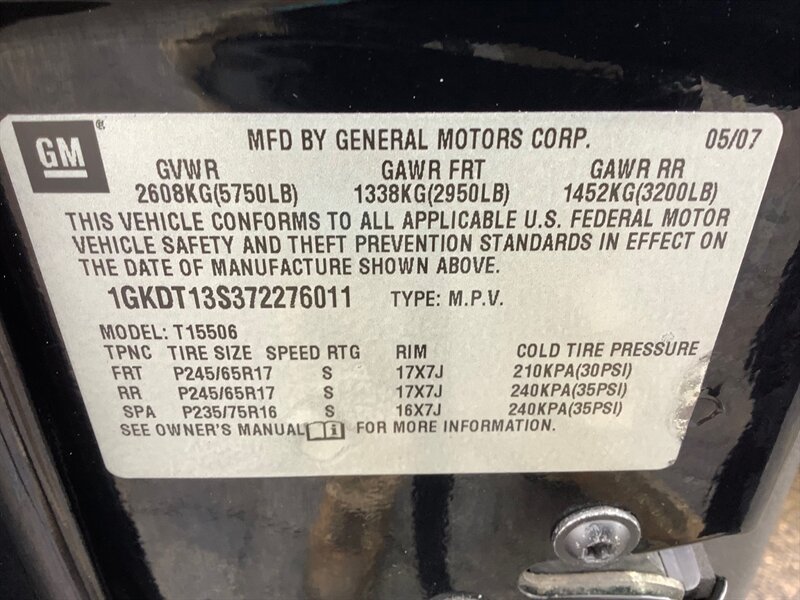 GM®
MFD BY GENERAL MOTORS CORP. 05/07
GVWR GAWR FRT GAWR RR
2608KG(5750LB) 1338KG(2950LB) 1452KG(3200LB)
THIS VEHICLE CONFORMS TO ALL APPLICABLE U.S. FEDERAL MOTOR
VEHICLE SAFETY AND THEFT PREVENTION STANDARDS IN EFFECT ON
THE DATE OF MANUFACTURE SHOWN ABOVE.
1GKDT13S372276011 TYPE: M.P.V.
MODEL: T15506
TPNC TIRE SIZE SPEED RTG RIM COLD TIRE PRESSURE
FRT P245/65R17 S 17X7J 210KPA(30PSI)
RR P245/65R17 S 17X7J 240KPA(35PSI)
SPA P235/75R16 S 16X7J 240KPA(35PSI)
SEE OWNER'S MANUAL i FOR MORE INFORMATION.